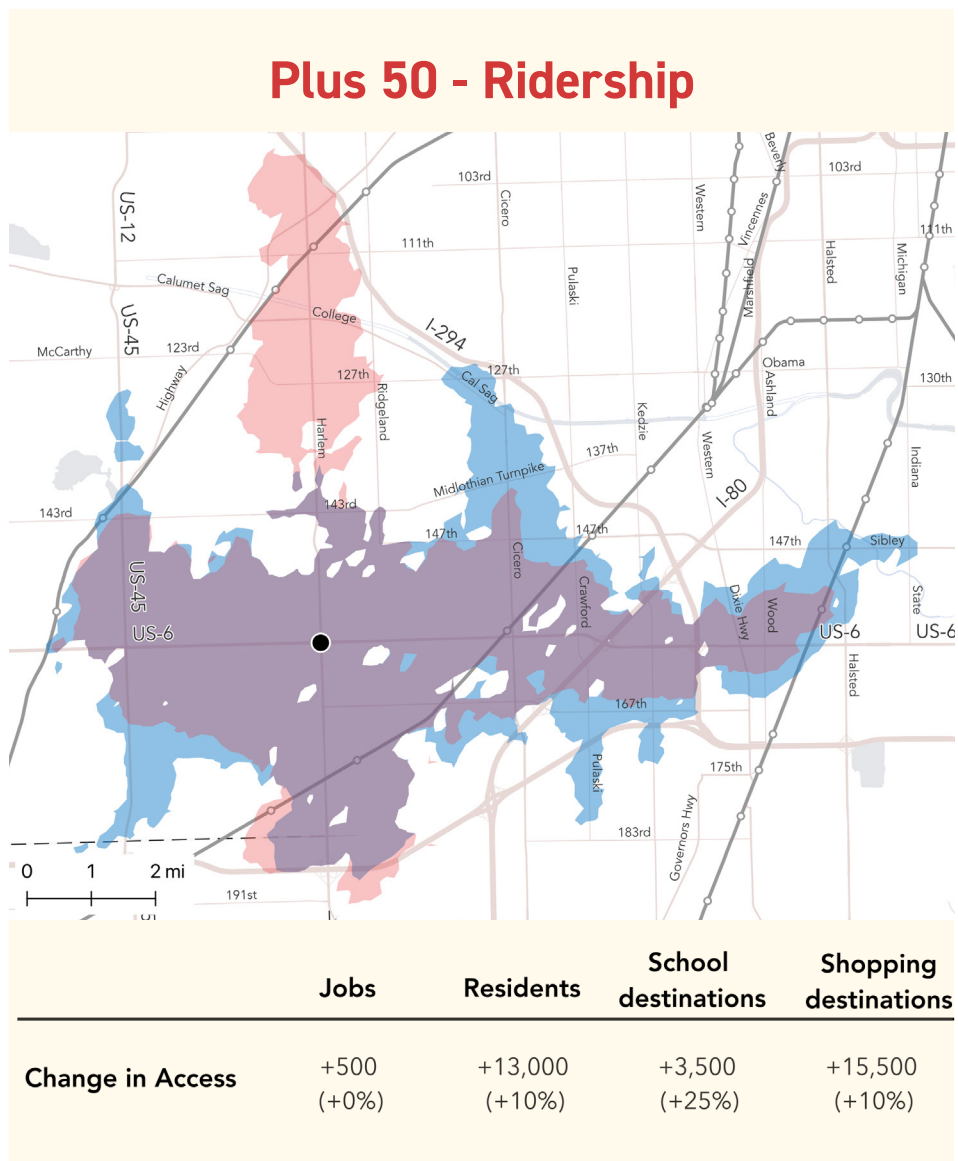 Plus 50 - Ridership
US-12
103rd
Cicero
Western
Beverly
Vincennes
103rd
111th
111th
Halsted
Michigan
Pulaski
Marshfield
Calumet Sag
College
I-294
US-45
McCarthy
123rd
Highway
127th
Ridgeland
Cal Sag
127th
Obama
Ashland
130th
Kedzie
Harlem
137th
Western
Indiana
Midlothian Turnpike
I-80
143rd
143rd
147th
147th
147th
Sibley
Cicero
US-45
Crawford
Dixie Hwy
Wood
State
US-6
US-6
US-6
Halsted
167th
Pulaski
175th
Governors Hwy
183rd
0 1 2 mi
191st
Jobs
Residents
School
destinations
Shopping
destinations
Change in Access
+500
(+0%)
+13,000
(+10%)
+3,500
(+25%)
+15,500
(+10%)